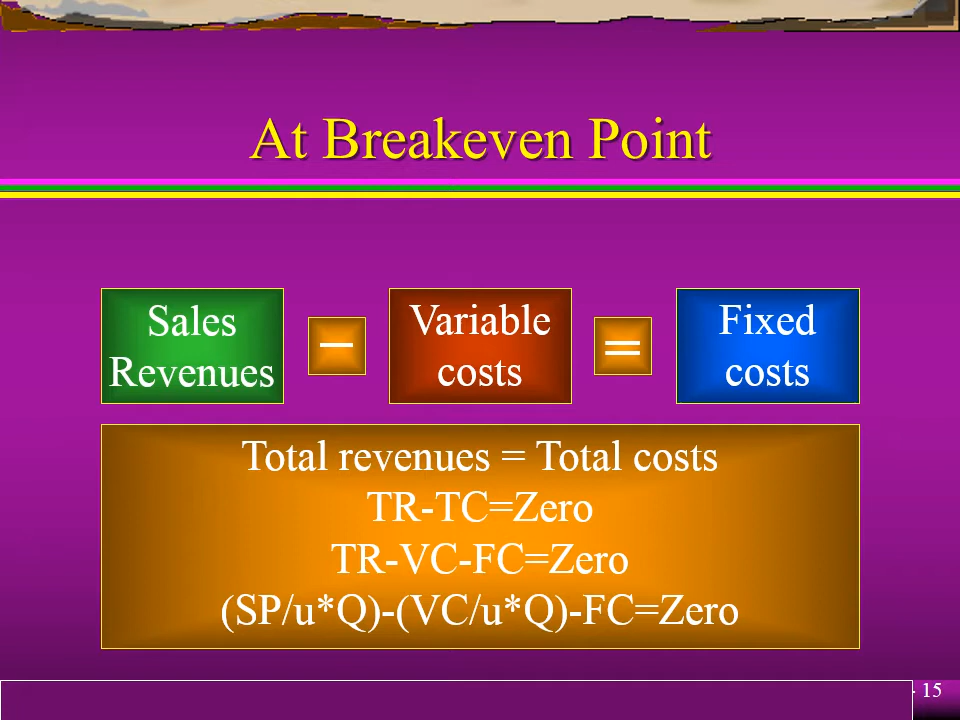 At Breakeven Point
Sales
Revenues
–
Variable
costs
=
Fixed
costs
Total revenues = Total costs
TR-TC=Zero
TR-VC-FC=Zero
(SP/u*Q)-(VC/u*Q)-FC=Zero
- 15